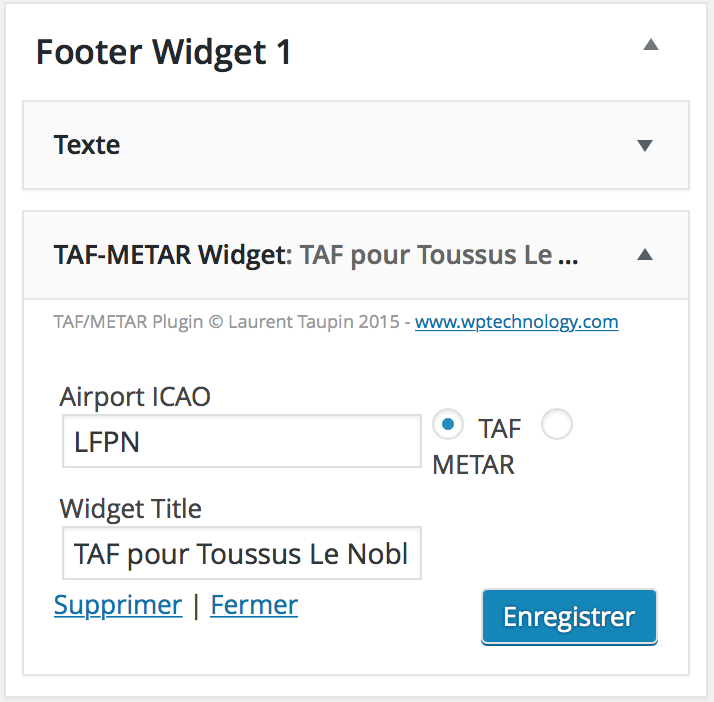 Footer Widget 1
Texte
TAF-METAR Widget: TAF pour Toussus Le ...
TAF/METAR Plugin © Laurent Taupin 2015 - www.wptechnology.com
Airport ICAO
LFPN
TAF
METAR
Widget Title
TAF pour Toussus Le Nobl
Supprimer | Fermer
Enregistrer